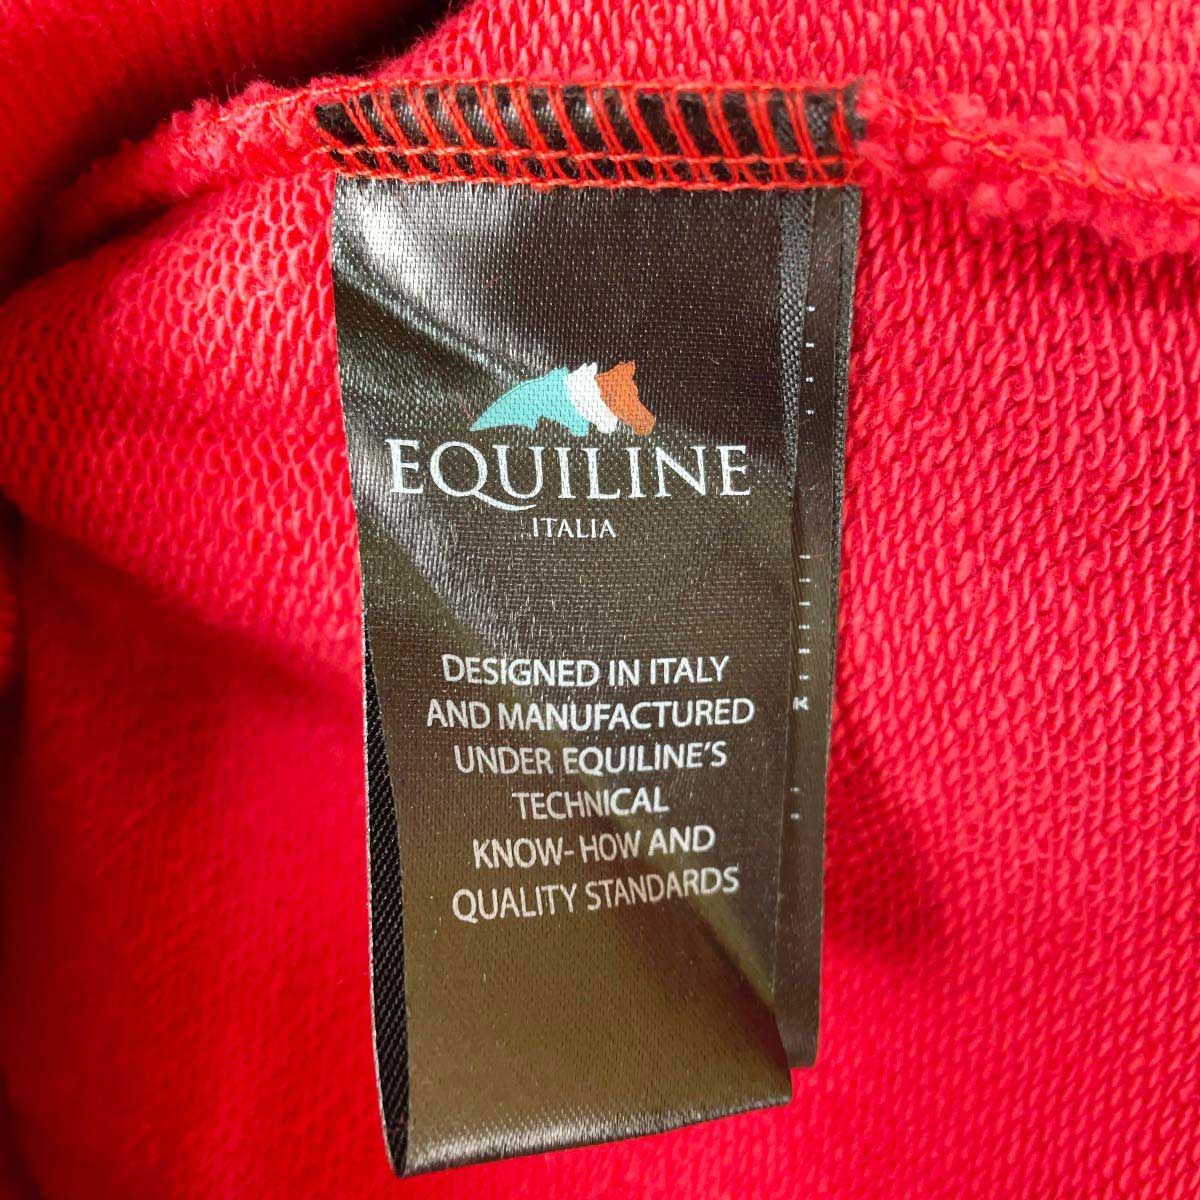 EQUILINE
ITALIA
DESIGNED IN ITALY
AND MANUFACTURED
UNDER EQUILINE'S
TECHNICAL
KNOW- HOW AND
QUALITY STANDARDS